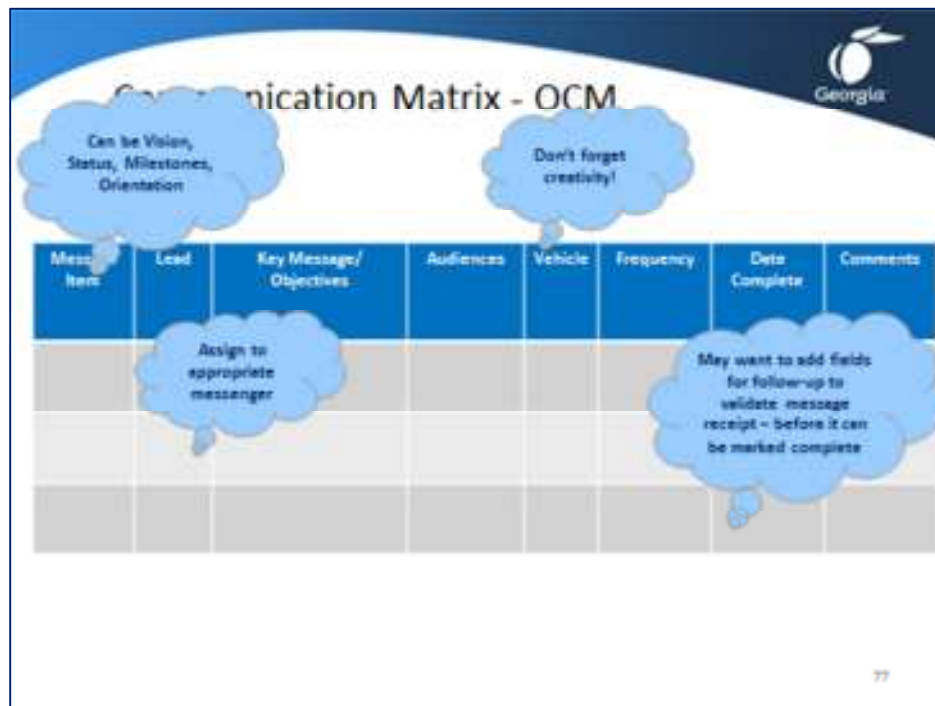 Communication Matrix - OCM
Georgia
Can be Vision,
Status, Milestones,
Orientation
Don't forget
creativity!
Message
Item
Lead
Key Message/
Objectives
Audiences
Vehicle
Frequency
Date
Complete
Comments
Assign to
appropriate
messenger
May want to add fields
for follow-up to
validate message
receipt – before it can
be marked complete
77